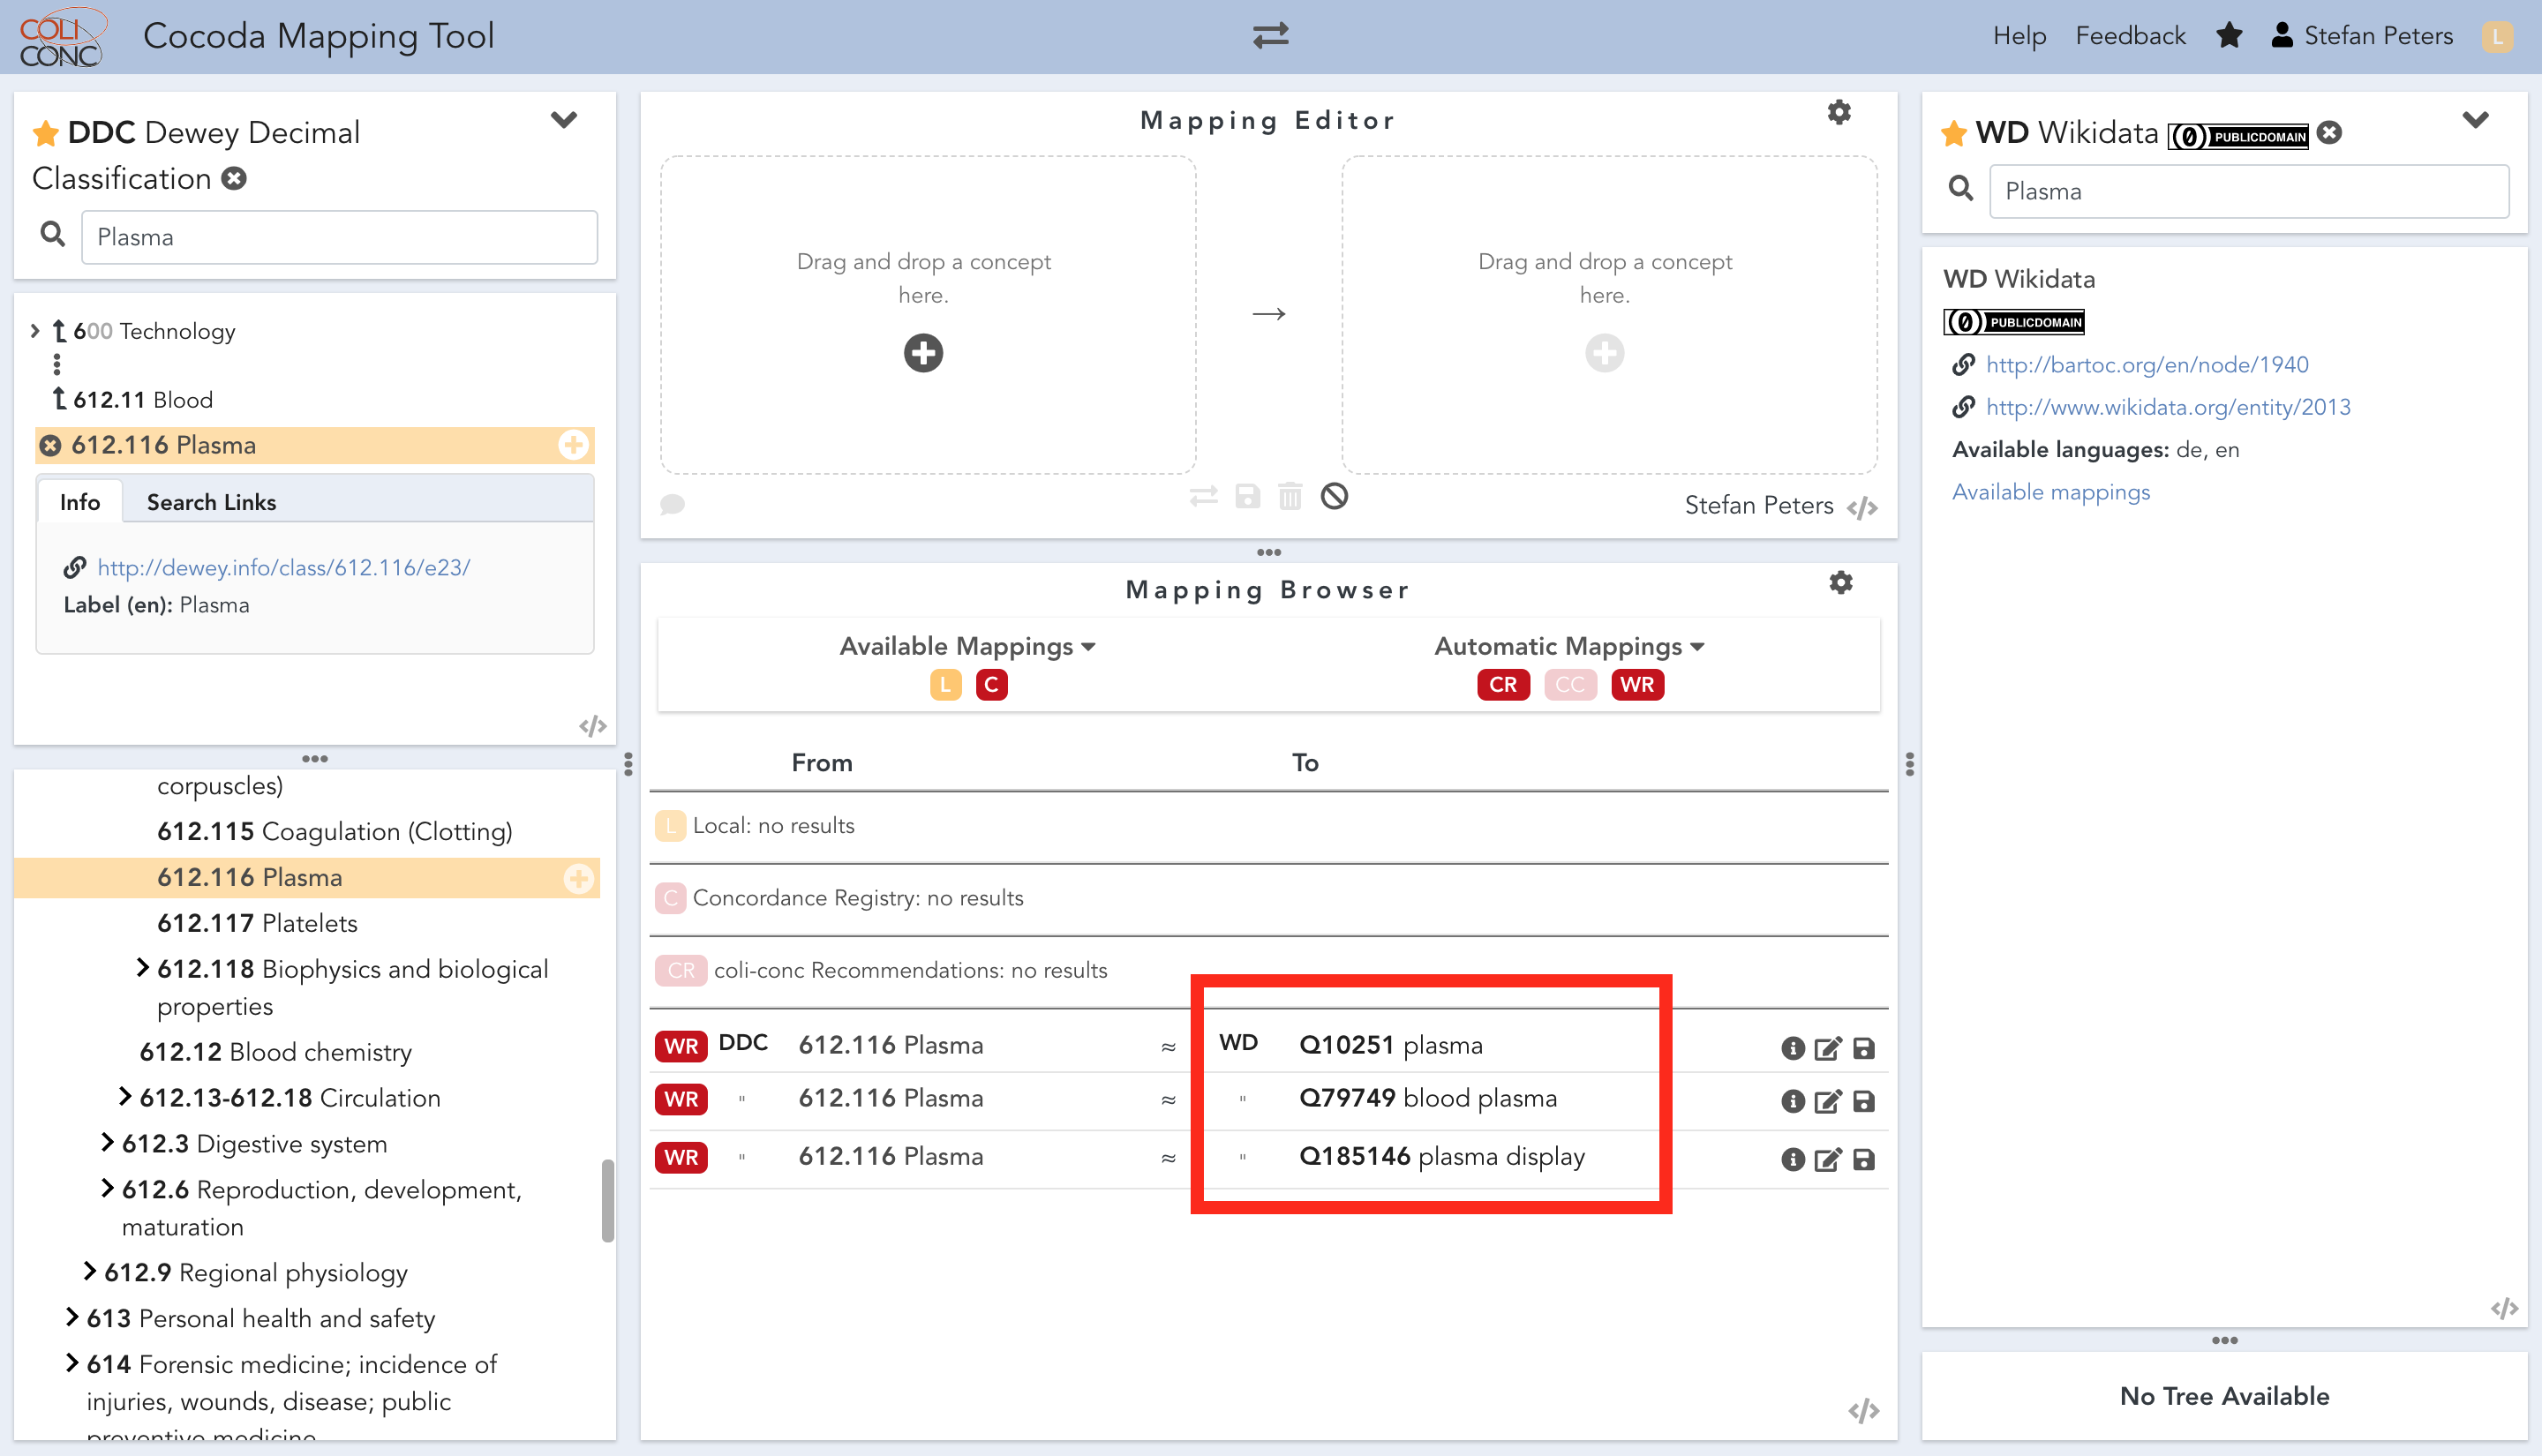 COLI
CONC
Cocoda Mapping Tool
Help Feedback Stefan Peters L
DDC Dewey Decimal
Classification
Plasma
600 Technology
612.11 Blood
612.116 Plasma
Info Search Links
http://dewey.info/class/612.116/e23/
Label (en): Plasma
corpuscles)
612.115 Coagulation (Clotting)
612.116 Plasma
612.117 Platelets
612.118 Biophysics and biological
properties
612.12 Blood chemistry
612.13-612.18 Circulation
612.3 Digestive system
612.6 Reproduction, development,
maturation
612.9 Regional physiology
613 Personal health and safety
614 Forensic medicine; incidence of
injuries, wounds, disease; public
preventive medicine
Mapping Editor
Drag and drop a concept
here.
→
Drag and drop a concept
here.
Stefan Peters </>
Mapping Browser
Available Mappings
L C
Automatic Mappings
CR CC WR
From To
L Local: no results
C Concordance Registry: no results
CR coli-conc Recommendations: no results
WR DDC 612.116 Plasma ≈ WD Q10251 plasma
WR " 612.116 Plasma ≈ " Q79749 blood plasma
WR " 612.116 Plasma ≈ " Q185146 plasma display
WD Wikidata PUBLIC DOMAIN
Plasma
WD Wikidata
PUBLIC DOMAIN
http://bartoc.org/en/node/1940
http://www.wikidata.org/entity/2013
Available languages: de, en
Available mappings
No Tree Available